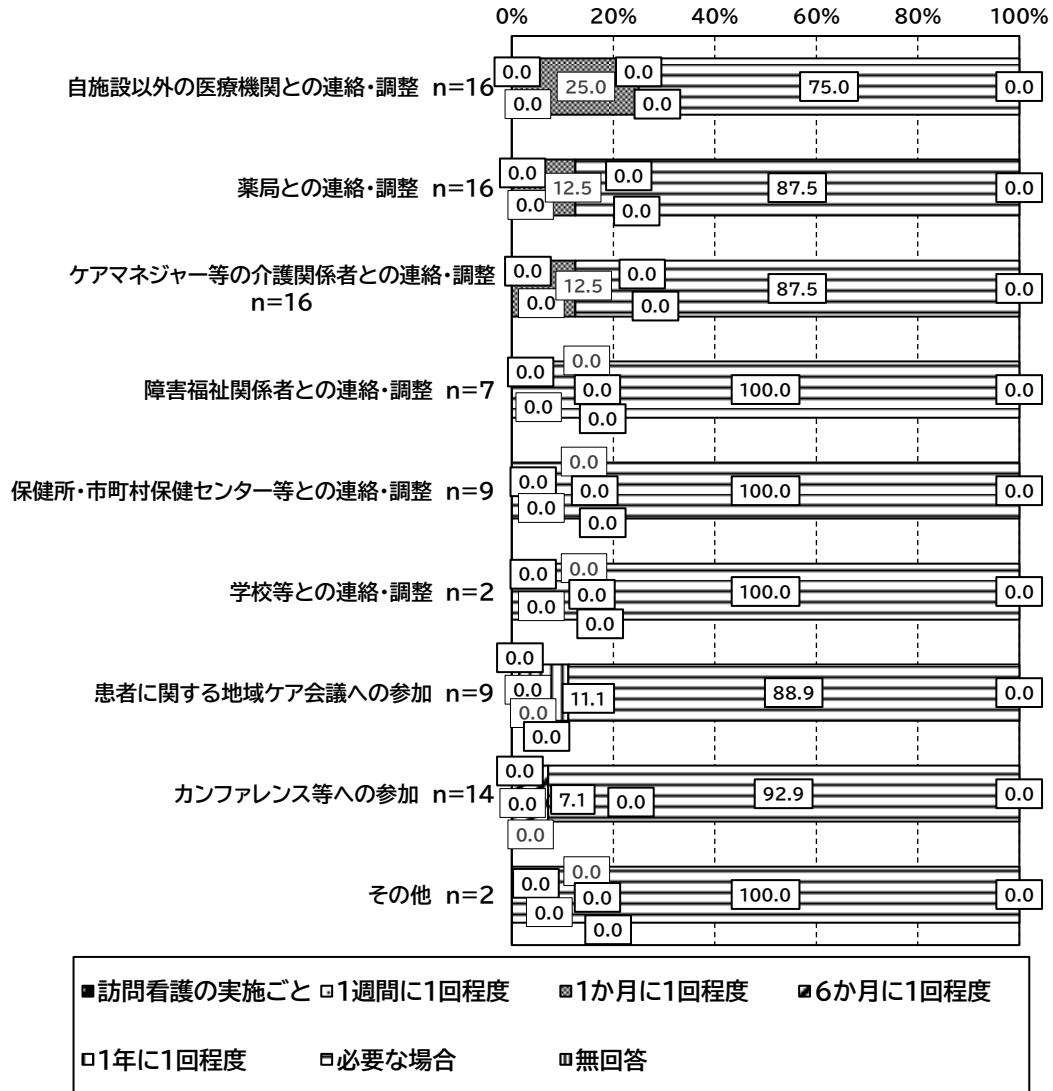 0% 20% 40% 60% 80% 100%
自施設以外の医療機関との連絡・調整 n=16
0.0 0.0 25.0 0.0 0.0 75.0 0.0
薬局との連絡・調整 n=16
0.0 0.0 12.5 0.0 0.0 87.5 0.0
ケアマネジャー等の介護関係者との連絡・調整
n=16
0.0 0.0 12.5 0.0 0.0 87.5 0.0
障害福祉関係者との連絡・調整 n=7
0.0 0.0 0.0 0.0 0.0 100.0 0.0
保健所・市町村保健センター等との連絡・調整 n=9
0.0 0.0 0.0 0.0 0.0 100.0 0.0
学校等との連絡・調整 n=2
0.0 0.0 0.0 0.0 0.0 100.0 0.0
患者に関する地域ケア会議への参加 n=9
0.0 0.0 0.0 0.0 11.1 88.9 0.0
カンファレンス等への参加 n=14
0.0 0.0 0.0 7.1 0.0 92.9 0.0
その他 n=2
0.0 0.0 0.0 0.0 0.0 100.0 0.0
訪問看護の実施ごと 1週間に1回程度 1か月に1回程度 6か月に1回程度
1年に1回程度 必要な場合 無回答